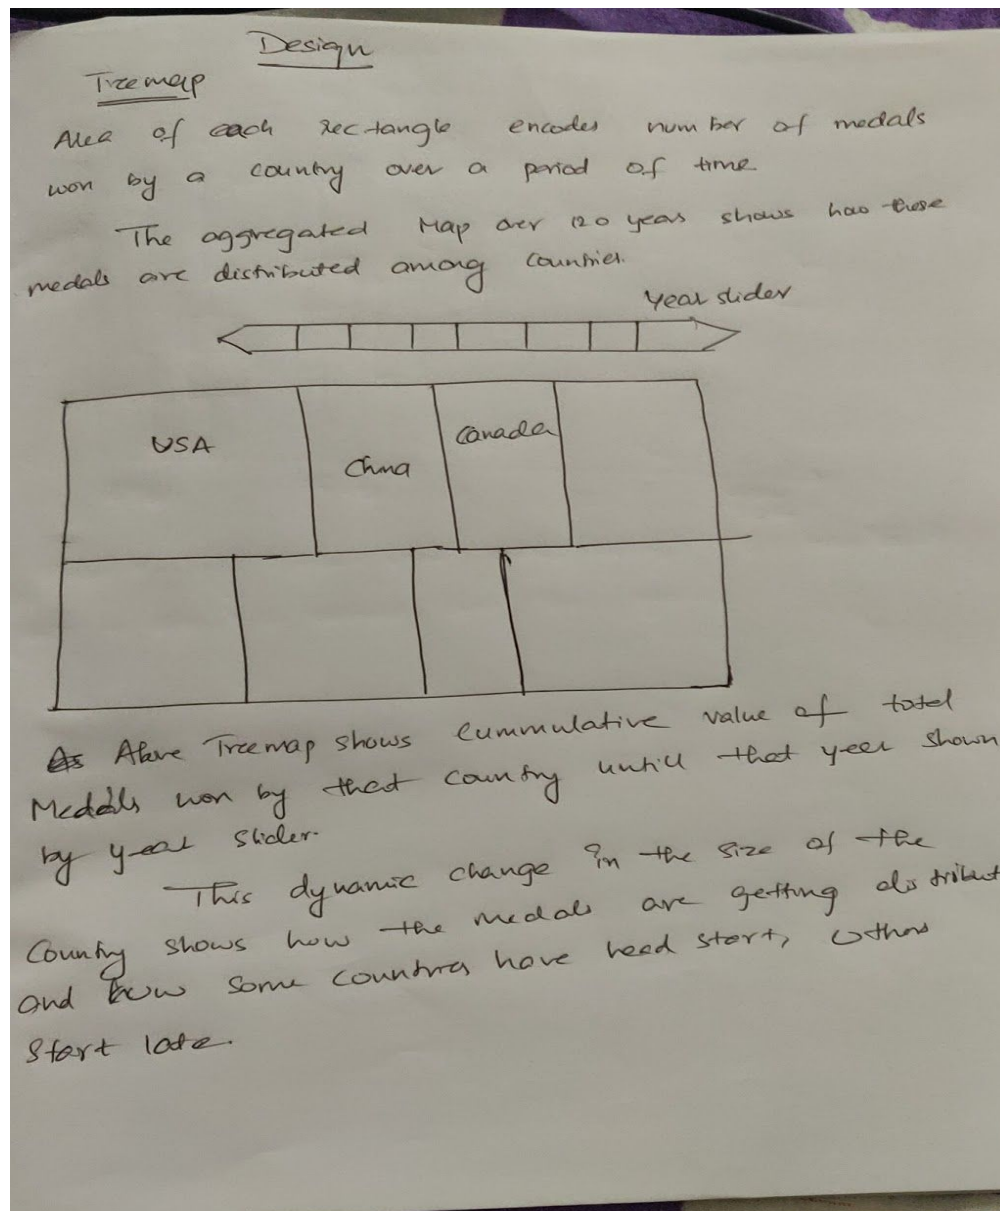 Design
Treemap
Area of each rectangle encodes number of medals
won by a country over a period of time.
The aggregated Map over 120 years shows how these
medals are distributed among countries.
Year slider
USA
China
Canada
As Above Treemap shows cummulative value of total
Medals won by that country untill that year shown
by year slider.
This dynamic change in the size of the
Country shows how the medals are getting distribut
and how some countries have head start, others
start late.